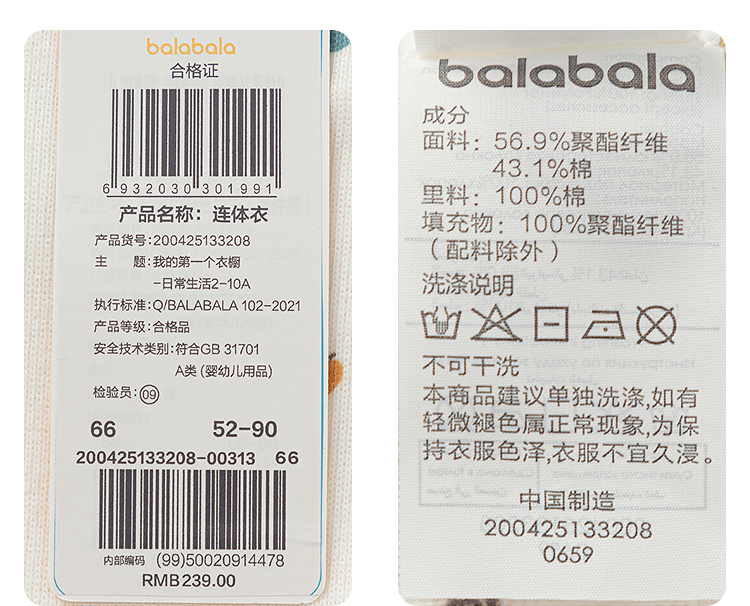 balabala
合格证
6 932030 301991
产品名称：连体衣
产品货号:200425133208
主 题:我的第一个衣橱
-日常生活2-10A
执行标准:Q/BALABALA 102-2021
产品等级:合格品
安全技术类别:符合GB 31701
A类 (婴幼儿用品)
检验员: 09
66 52-90
200425133208-00313 66
内部编码 (99)50020914478
RMB239.00
balabala
成分
面料: 56.9%聚酯纤维
43.1%棉
里料: 100%棉
填充物: 100%聚酯纤维
（配料除外）
洗涤说明
不可干洗
本商品建议单独洗涤,如有
轻微褪色属正常现象,为保
持衣服色泽,衣服不宜久浸。
中国制造
200425133208
0659